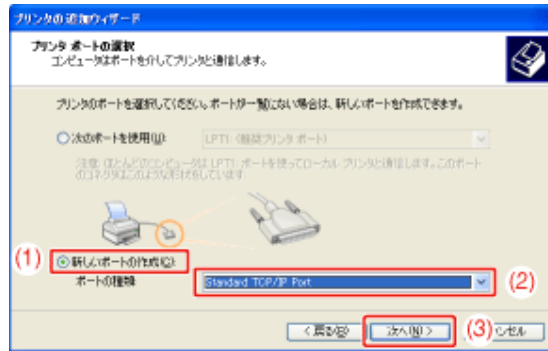 プリンタの追加ウィザード
プリンタ ポートの選択
コンピュータはポートを介してプリンタと通信します。
プリンタのポートを選択してください。ポートが一覧にない場合は、新しいポートを作成できます。
次のポートを使用(U): LPT1: (推奨プリンタ ポート)
注意: ほとんどのコンピュータは LPT1: ポートを使ってローカル プリンタと通信します。このポート
のコネクタはこのような形状をしています:
(1) 新しいポートの作成(C):
ポートの種類: Standard TCP/IP Port (2)
< 戻る(B) 次へ(N) > (3) ンセル